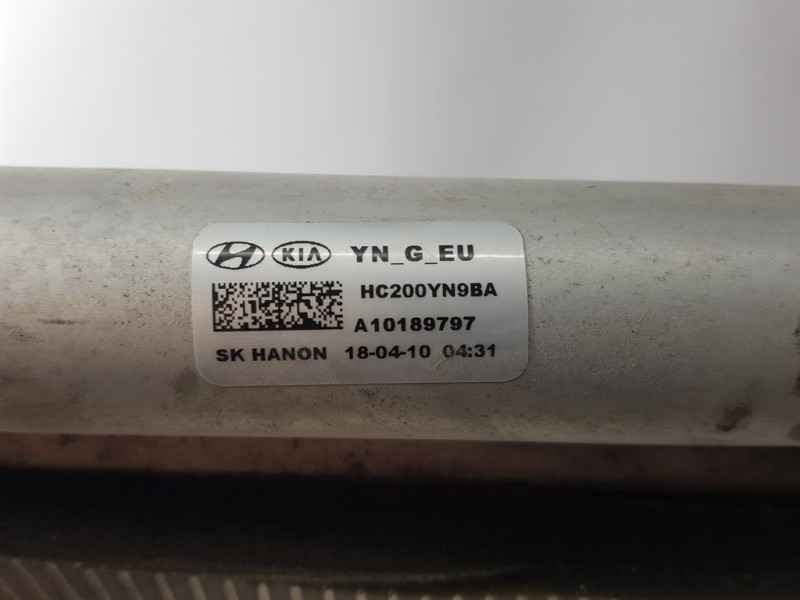 KIA YN_G_EU
HC200YN9BA
A10189797
SK HANON 18-04-10 04:31